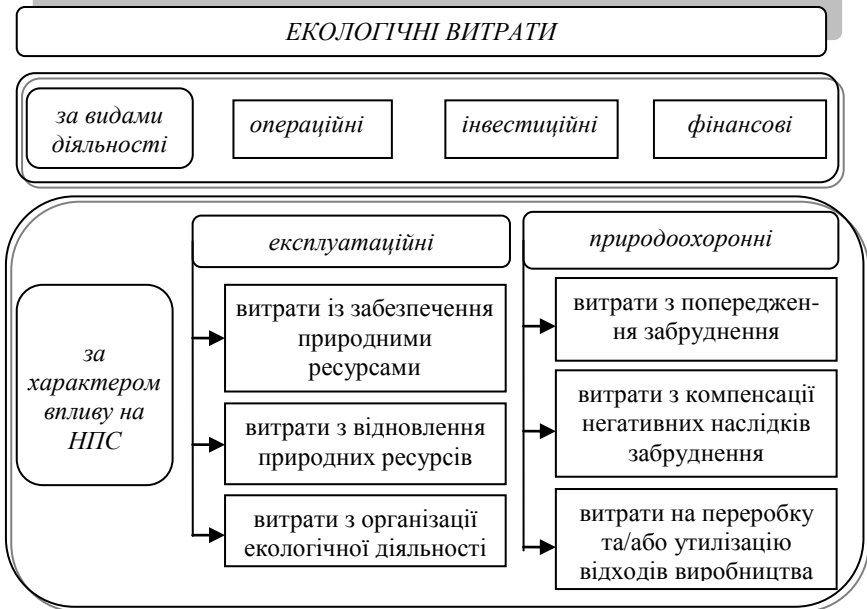 ЕКОЛОГІЧНІ ВИТРАТИ
за видами
діяльності
операційні
інвестиційні
фінансові
за
характером
впливу на
НПС
експлуатаційні
витрати із забезпечення
природними
ресурсами
витрати з відновлення
природних ресурсів
витрати з організації
екологічної діяльності
природоохоронні
витрати з попереджен-
ня забруднення
витрати з компенсації
негативних наслідків
забруднення
витрати на переробку
та/або утилізацію
відходів виробництва